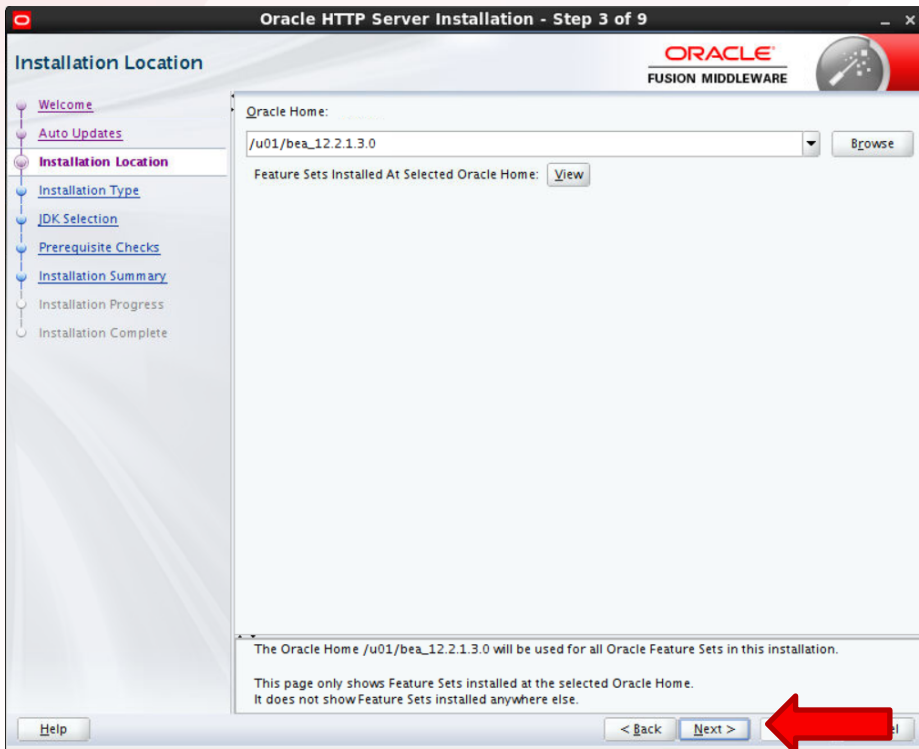 Oracle HTTP Server Installation - Step 3 of 9
Installation Location
ORACLE
FUSION MIDDLEWARE
Welcome
Auto Updates
Installation Location
Installation Type
JDK Selection
Prerequisite Checks
Installation Summary
Installation Progress
Installation Complete
Oracle Home:
/u01/bea_12.2.1.3.0
Browse
Feature Sets Installed At Selected Oracle Home: View
The Oracle Home /u01/bea_12.2.1.3.0 will be used for all Oracle Feature Sets in this installation.
This page only shows Feature Sets installed at the selected Oracle Home.
It does not show Feature Sets installed anywhere else.
Help
< Back
Next >